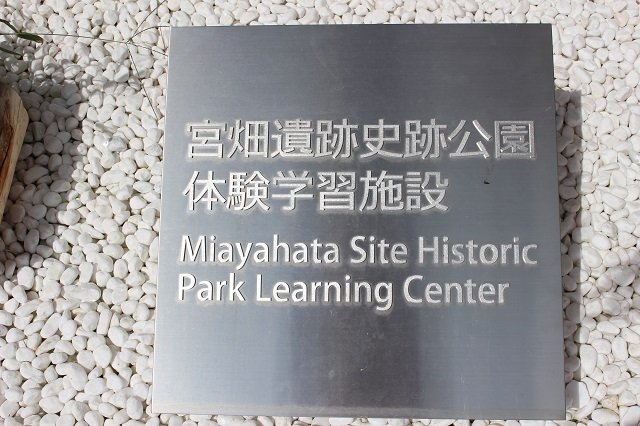 宮畑遺跡史跡公園
体験学習施設
Miayahata Site Historic
Park Learning Center